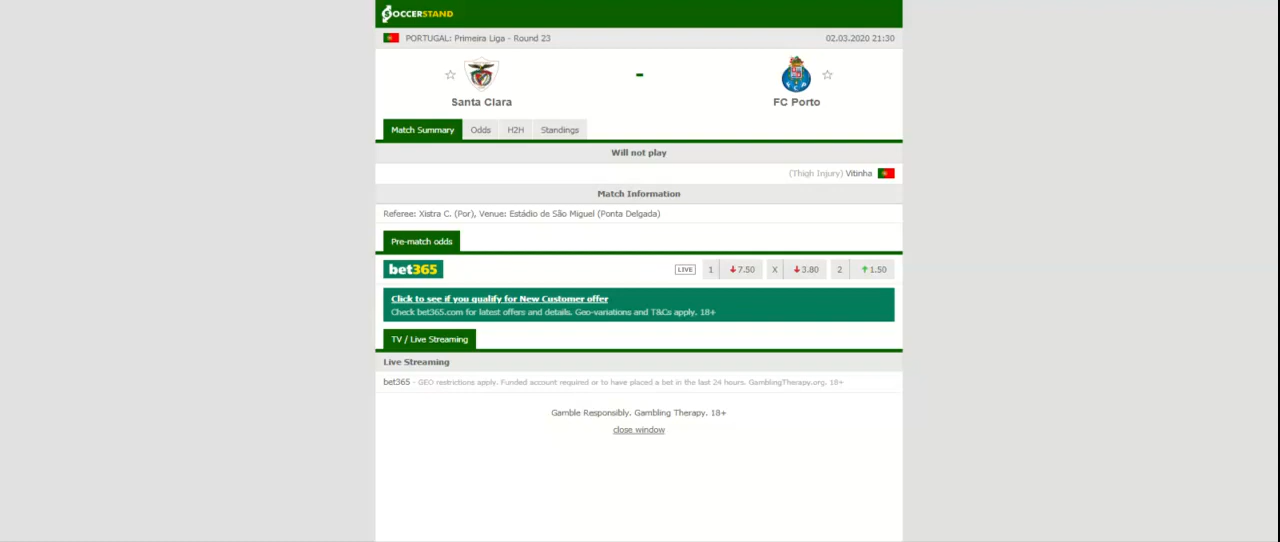 SOCCERSTAND
PORTUGAL: Primeira Liga - Round 23 02.03.2020 21:30
-
Santa Clara FC Porto
Match Summary Odds H2H Standings
Will not play
(Thigh Injury) Vitinha
Match Information
Referee: Xistra C. (Por), Venue: Estádio de São Miguel (Ponta Delgada)
Pre-match odds
bet365 LIVE 1 7.50 X 3.80 2 1.50
Click to see if you qualify for New Customer offer
Check bet365.com for latest offers and details. Geo-variations and T&Cs apply. 18+
TV / Live Streaming
Live Streaming
bet365 - GEO restrictions apply. Funded account required or to have placed a bet in the last 24 hours. GamblingTherapy.org. 18+
Gamble Responsibly. Gambling Therapy. 18+
close window